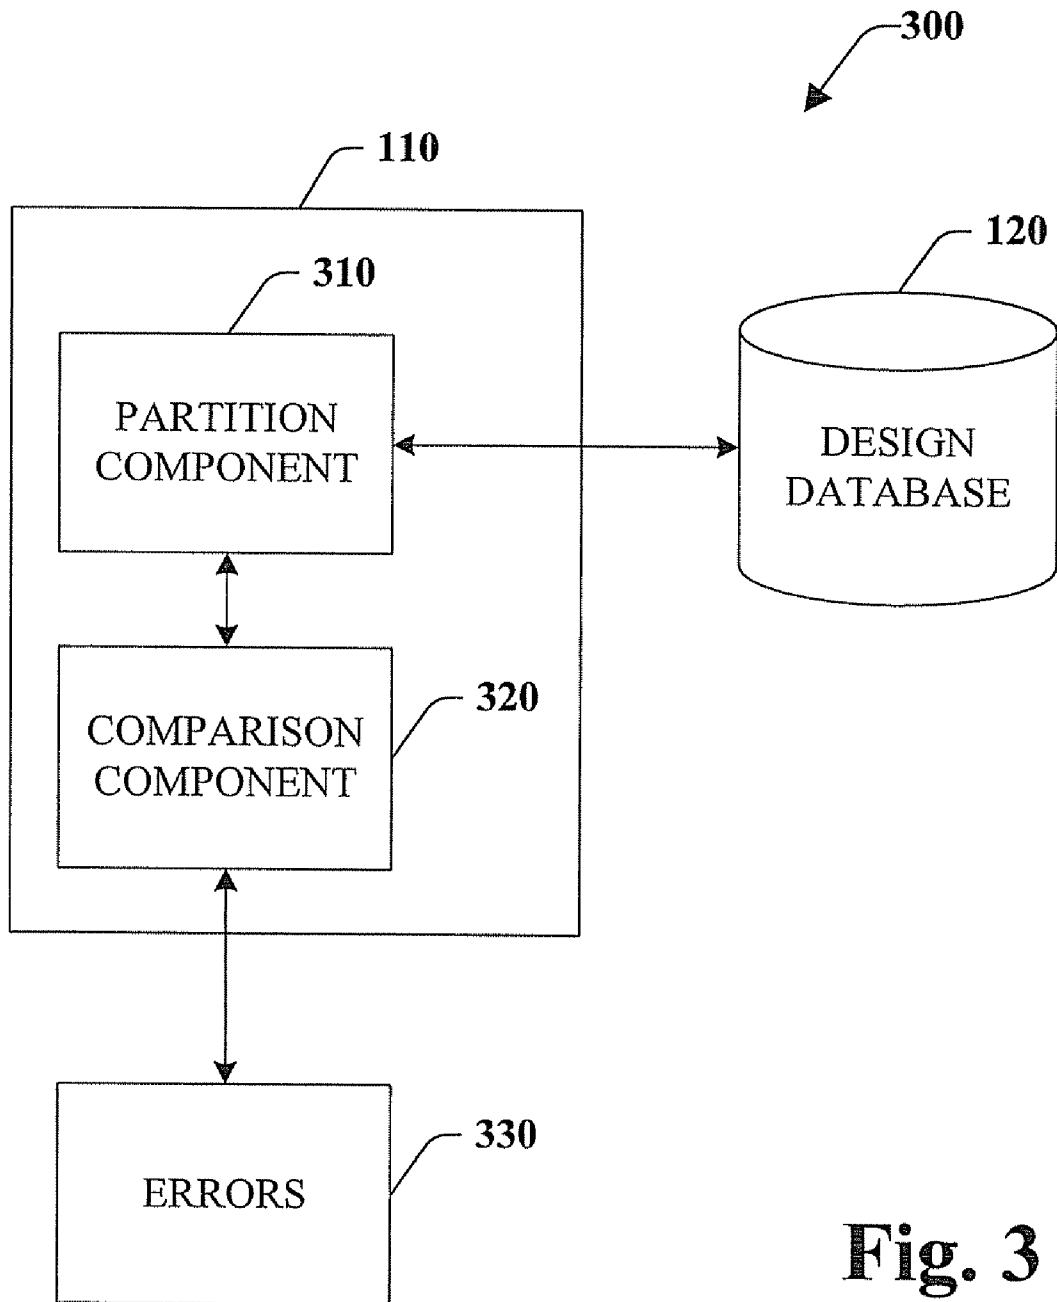 300
110
120
310
PARTITION
COMPONENT
DESIGN
DATABASE
320
COMPARISON
COMPONENT
330
ERRORS
Fig. 3